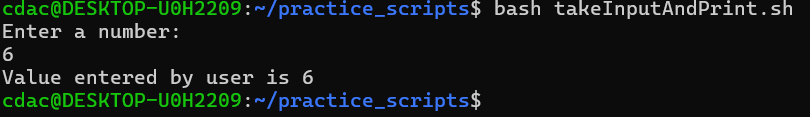 cdac@DESKTOP-U0H2209:~/practice_scripts$ bash takeInputAndPrint.sh
Enter a number:
6
Value entered by user is 6
cdac@DESKTOP-U0H2209:~/practice_scripts$